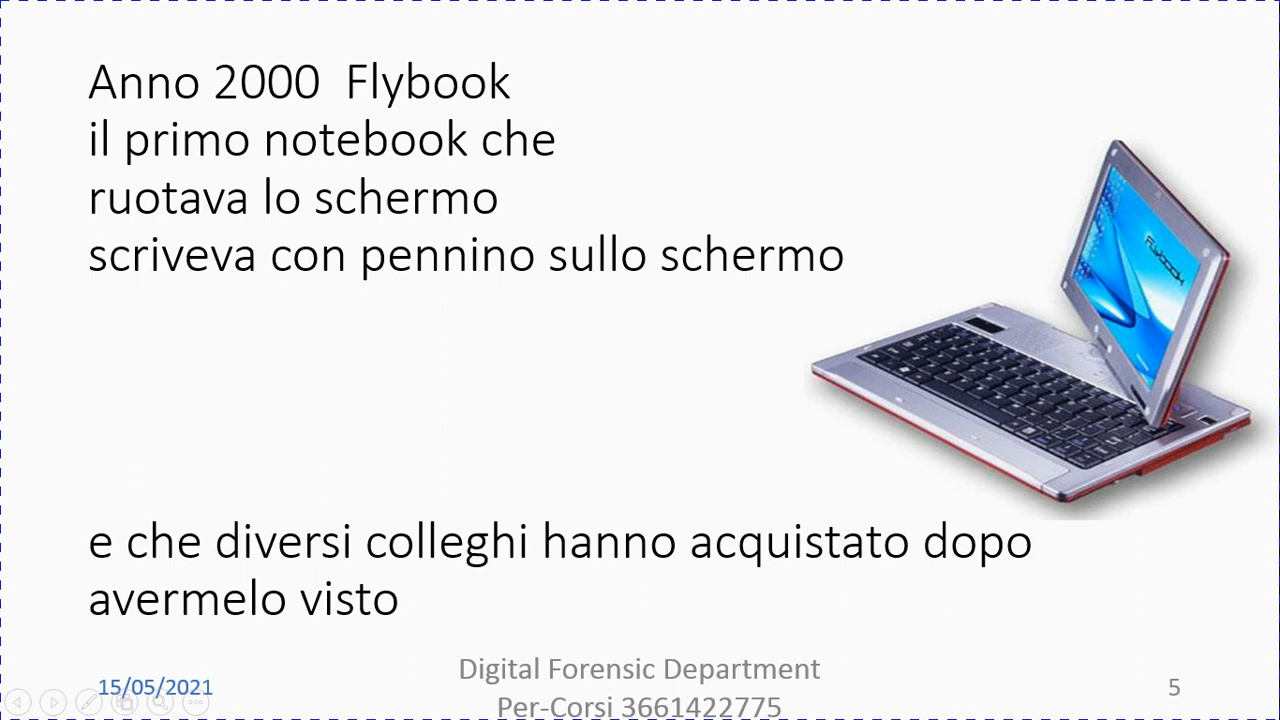 Anno 2000  Flybook
il primo notebook che
ruotava lo schermo
scriveva con pennino sullo schermo
Flybook
e che diversi colleghi hanno acquistato dopo
avermelo visto
15/05/2021
Digital Forensic Department
Per-Corsi 3661422775
5